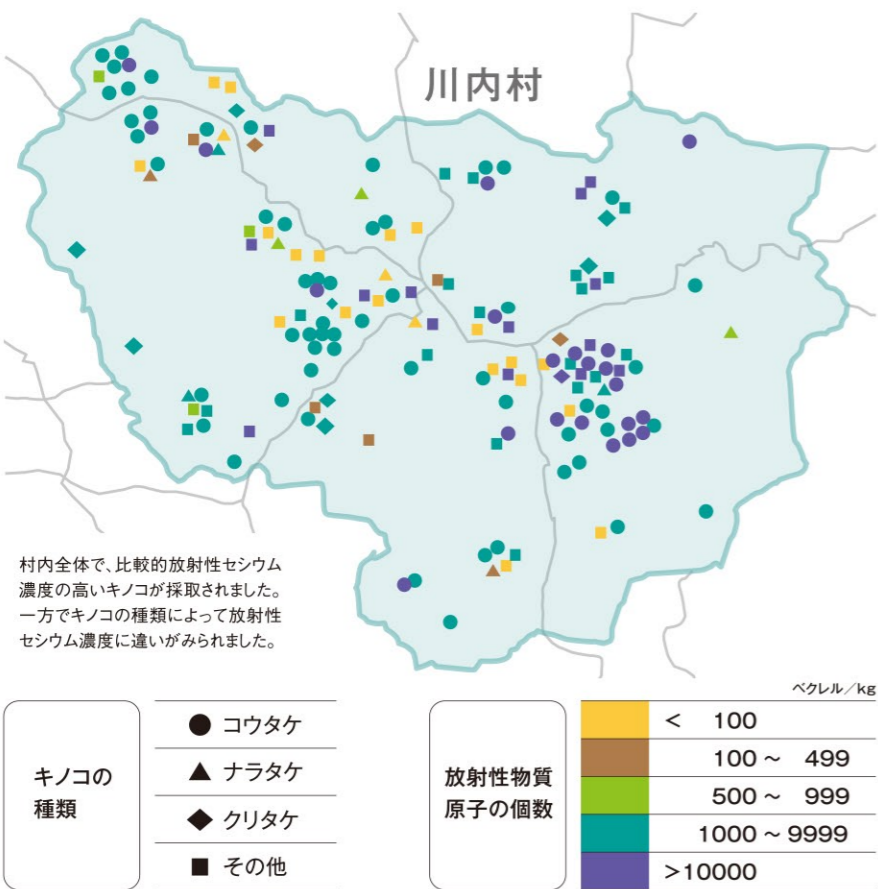 川内村
村内全体で、比較的放射性セシウム
濃度の高いキノコが採取されました。
一方でキノコの種類によって放射性
セシウム濃度に違いがみられました。
キノコの
種類
コウタケ
ナラタケ
クリタケ
その他
ベクレル/kg
放射性物質
原子の個数
< 100
100 ~ 499
500 ~ 999
1000 ~ 9999
>10000